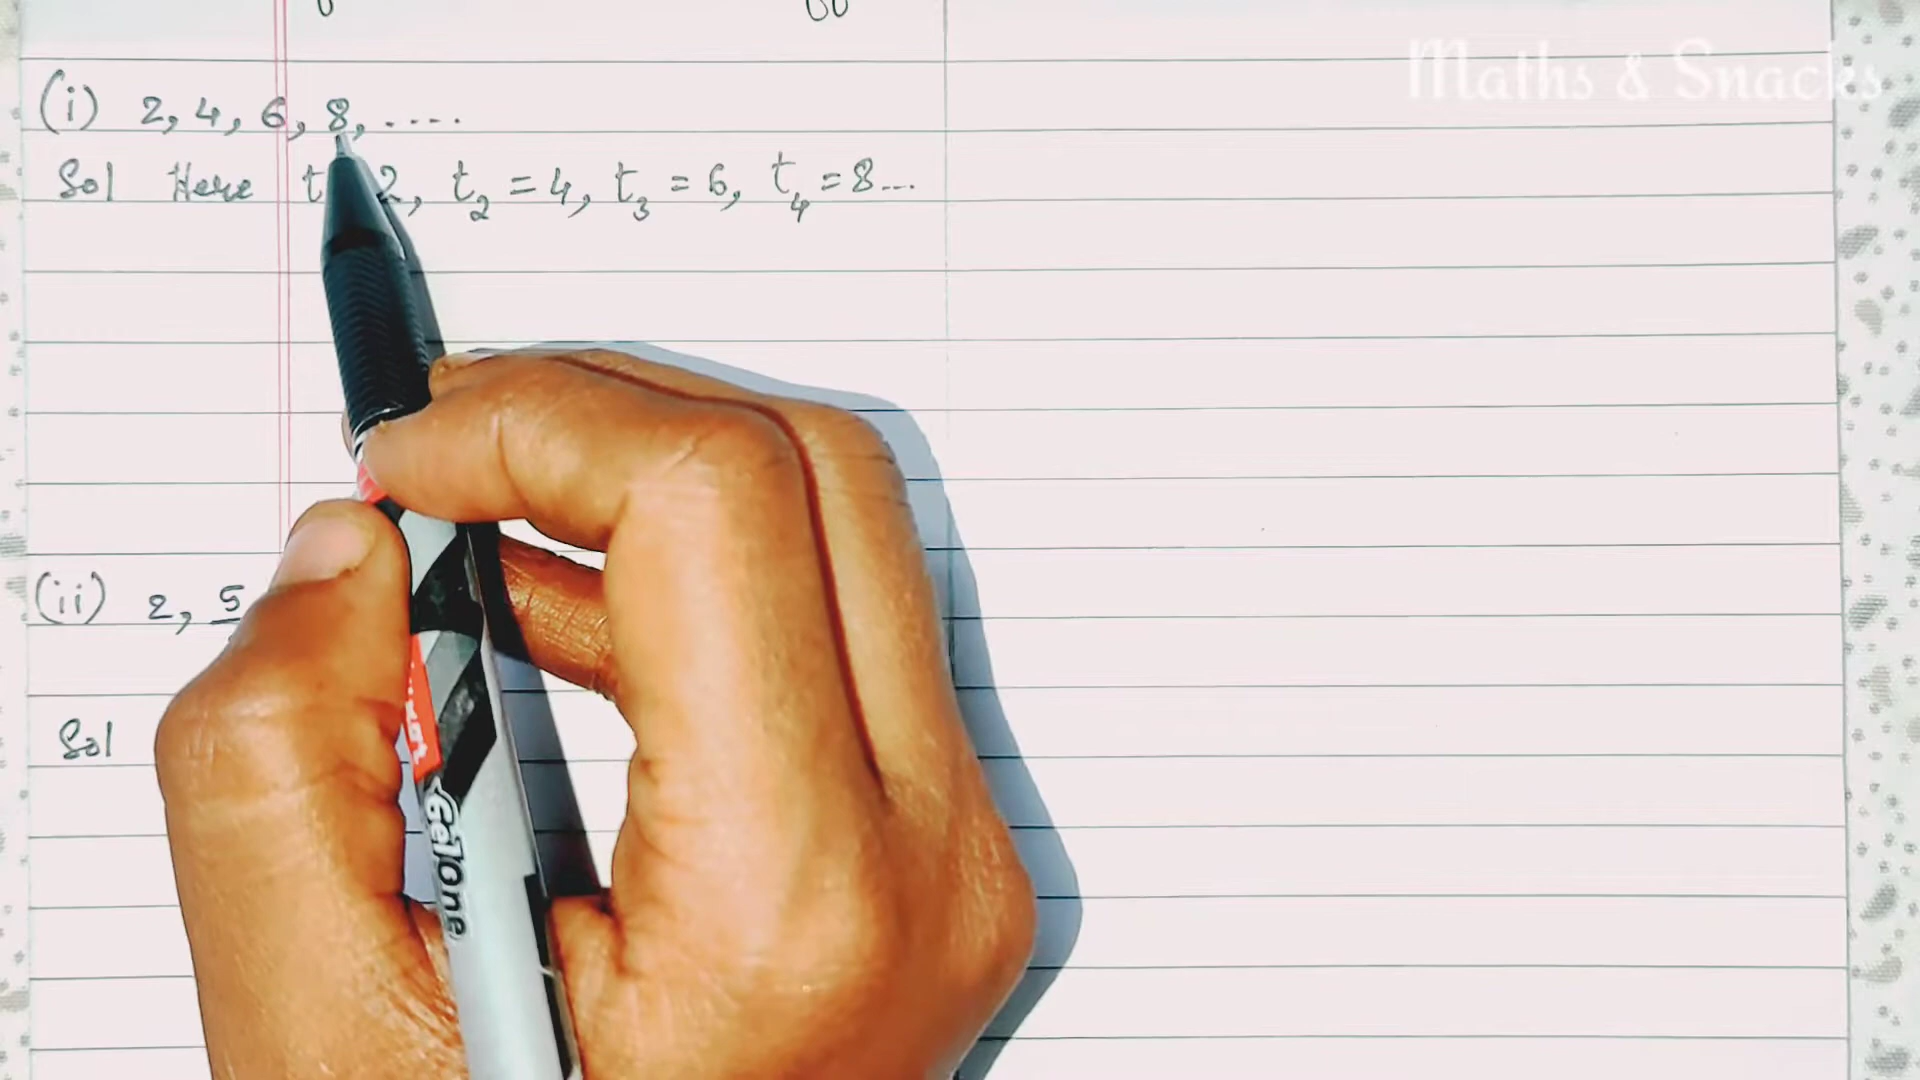 Maths & Snacks
(i) 2, 4, 6, 8, ....
Sol Here t 2, t₂ = 4, t₃ = 6, t₄ = 8...
(ii) 2, 5
Sol
GelOne